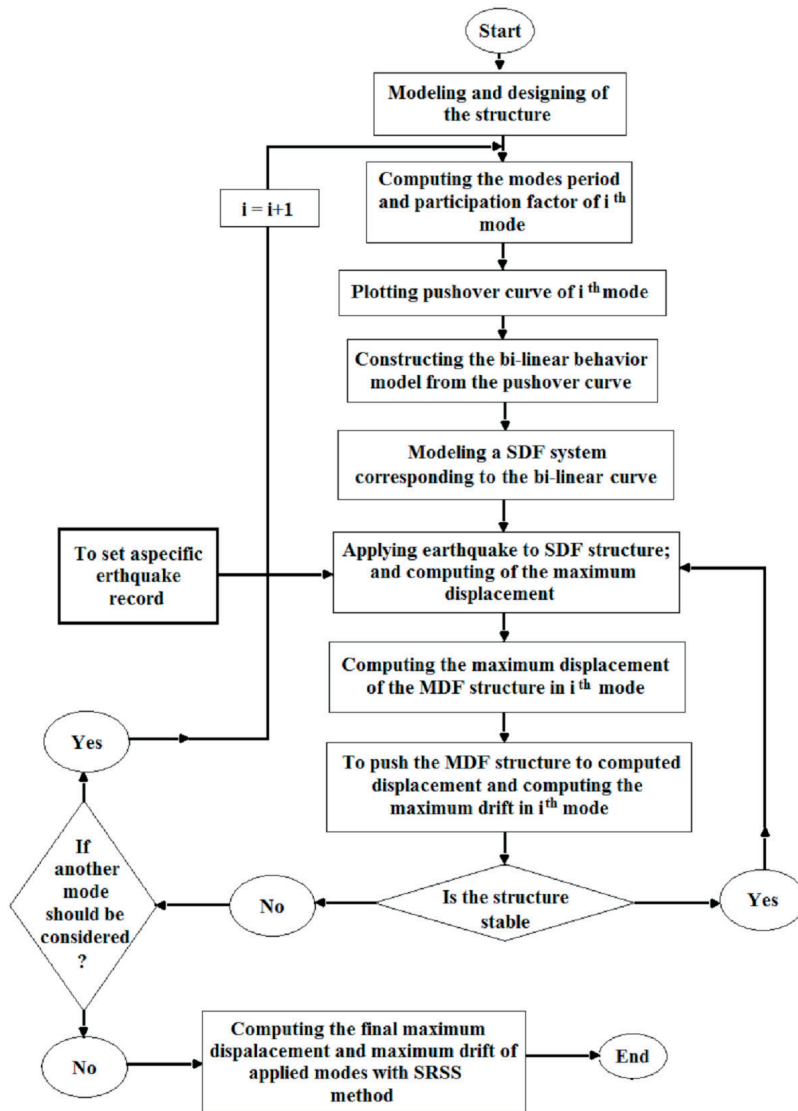 Start
Modeling and designing of
the structure
i = i+1
Computing the modes period
and participation factor of i th
mode
Plotting pushover curve of i th mode
Constructing the bi-linear behavior
model from the pushover curve
Modeling a SDF system
corresponding to the bi-linear curve
To set aspecific
erthquake
record
Applying earthquake to SDF structure;
and computing of the maximum
displacement
Computing the maximum displacement
of the MDF structure in i th mode
Yes
To push the MDF structure to computed
displacement and computing the
maximum drift in i th mode
If
another
mode
should be
considered
?
No
Is the structure
stable
Yes
No
Computing the final maximum
dispalacement and maximum drift of
applied modes with SRSS
method
End